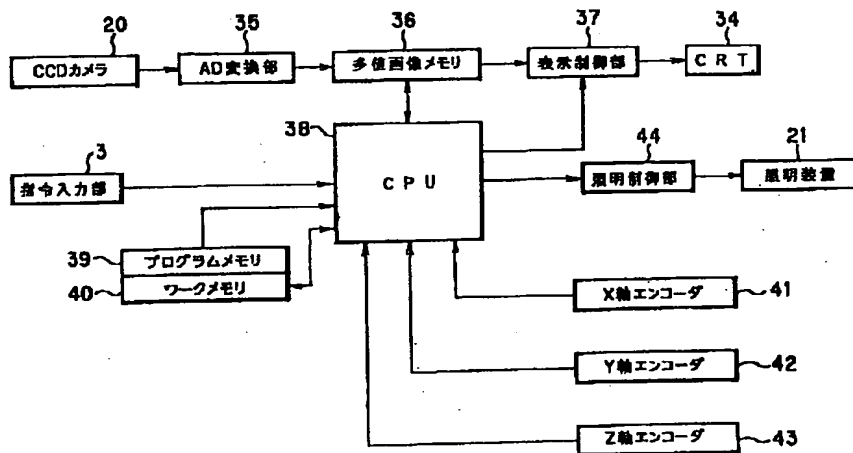 20
35
36
37
34
CCDカメラ
AD変換部
多値画像メモリ
表示制御部
CRT
38
3
44
21
指令入力部
CPU
照明制御部
照明装置
39
プログラムメモリ
40
ワークメモリ
X軸エンコーダ
41
Y軸エンコーダ
42
Z軸エンコーダ
43